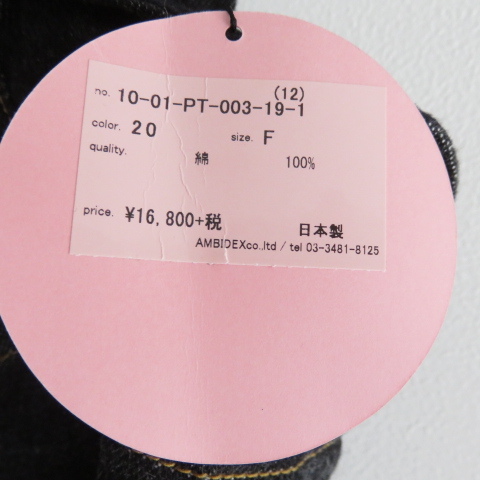 (12)
no. 10-01-PT-003-19-1
color. 20 size. F
quality.
綿 100%
price. ¥16,800+税 日本製
AMBIDEXco.,ltd / tel 03-3481-8125